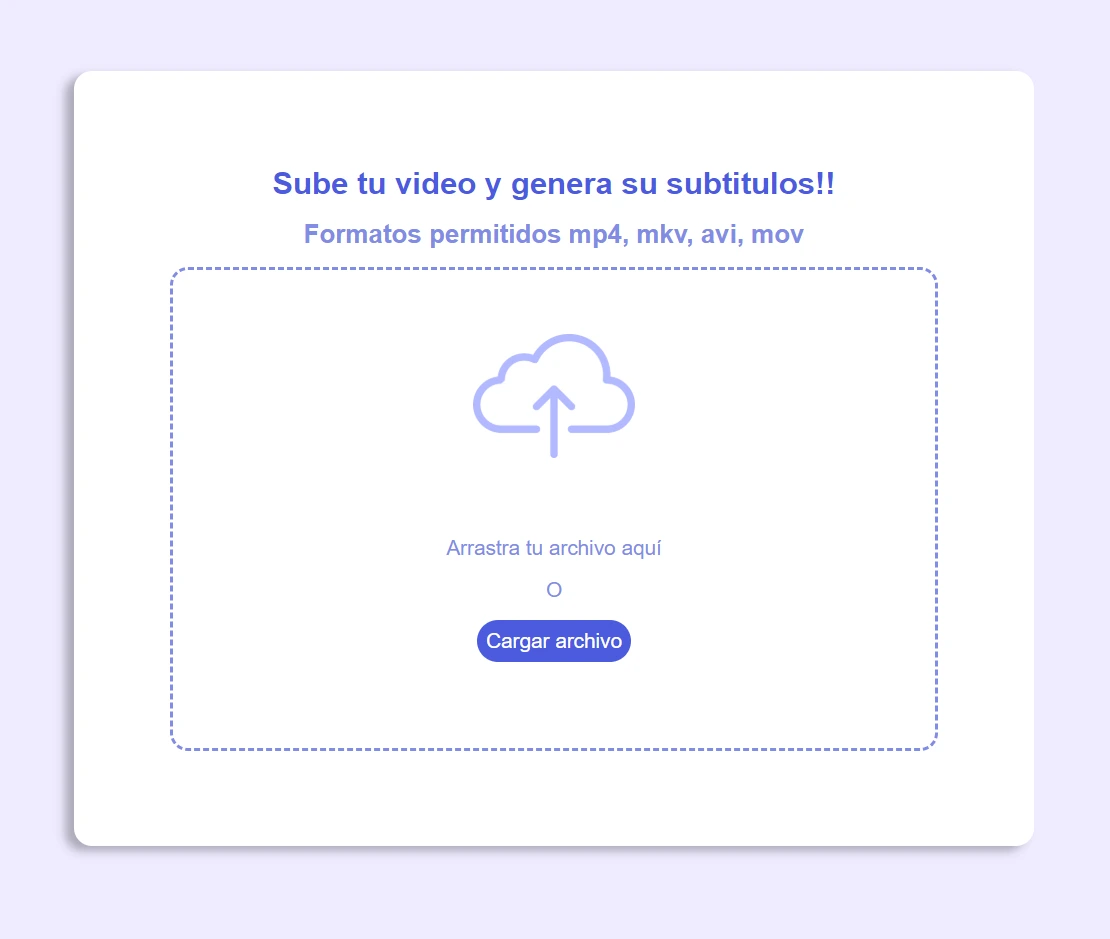 Sube tu video y genera su subtitulos!!
Formatos permitidos mp4, mkv, avi, mov
Arrastra tu archivo aquí
O
Cargar archivo